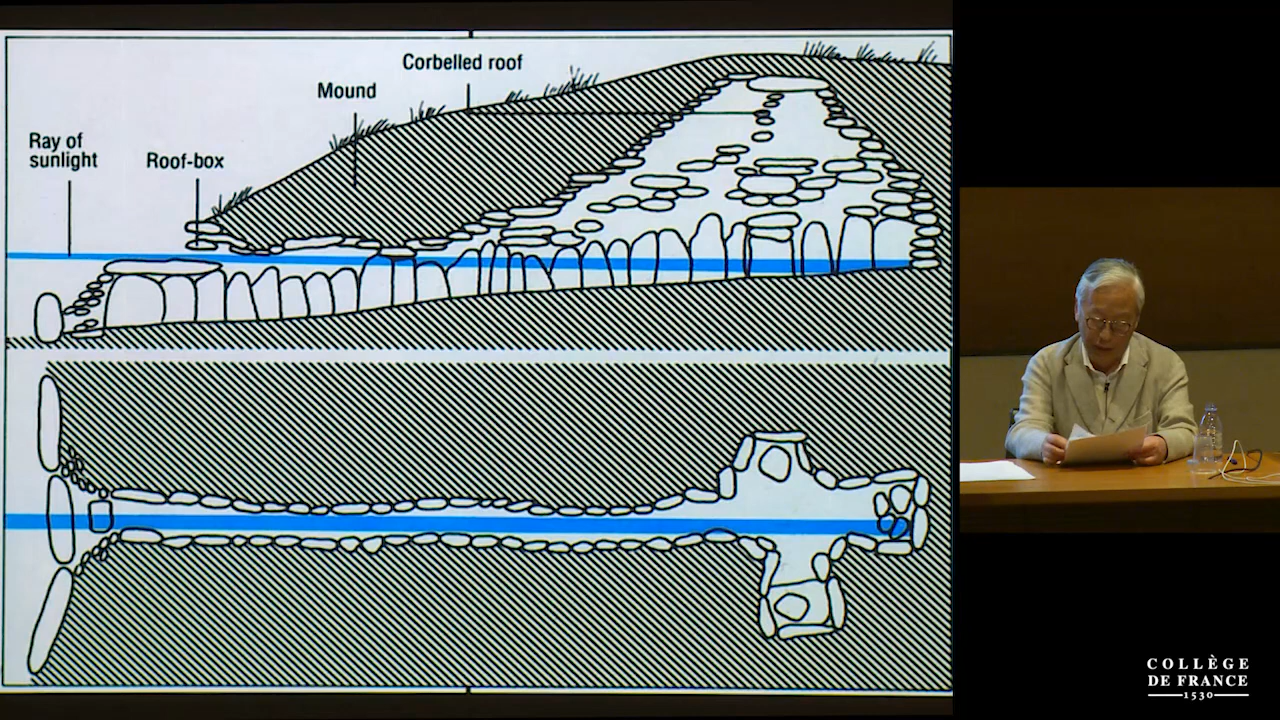 Corbelled roof
Mound
Ray of
sunlight
Roof-box
COLLÈGE
DE FRANCE
1530